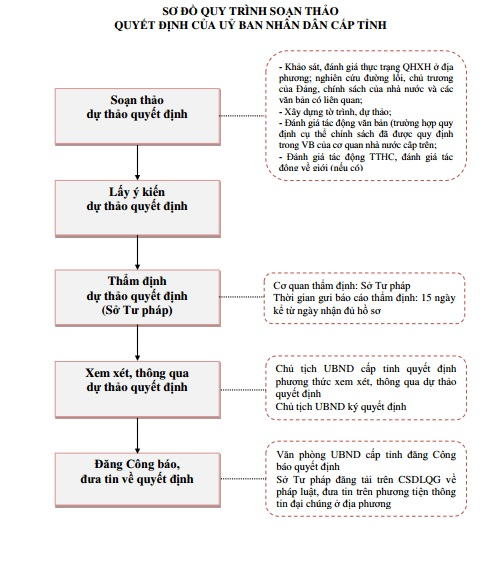 SƠ ĐỒ QUY TRÌNH SOẠN THẢO
QUYẾT ĐỊNH CỦA UỶ BAN NHÂN DÂN CẤP TỈNH
Soạn thảo
dự thảo quyết định
- Khảo sát, đánh giá thực trạng QHXH ở địa
phương; nghiên cứu đường lối, chủ trương
của Đảng, chính sách của nhà nước và các
văn bản có liên quan;
- Xây dựng tờ trình, dự thảo;
- Đánh giá tác động văn bản (trường hợp quy
định cụ thể chính sách đã được quy định
trong VB của cơ quan nhà nước cấp trên;
- Đánh giá tác động TTHC, đánh giá tác
động về giới (nếu có)
Lấy ý kiến
dự thảo quyết định
Thẩm định
dự thảo quyết định
(Sở Tư pháp)
Cơ quan thẩm định: Sở Tư pháp
Thời gian gửi báo cáo thẩm định: 15 ngày
kể từ ngày nhận đủ hồ sơ
Xem xét, thông qua
dự thảo quyết định
Chủ tịch UBND cấp tỉnh quyết định
phương thức xem xét, thông qua dự thảo
quyết định
Chủ tịch UBND ký quyết định
Đăng Công báo,
đưa tin về quyết định
Văn phòng UBND cấp tỉnh đăng Công
báo quyết định
Sở Tư pháp đăng tải trên CSDLQG về
pháp luật, đưa tin trên phương tiện thông
tin đại chúng ở địa phương